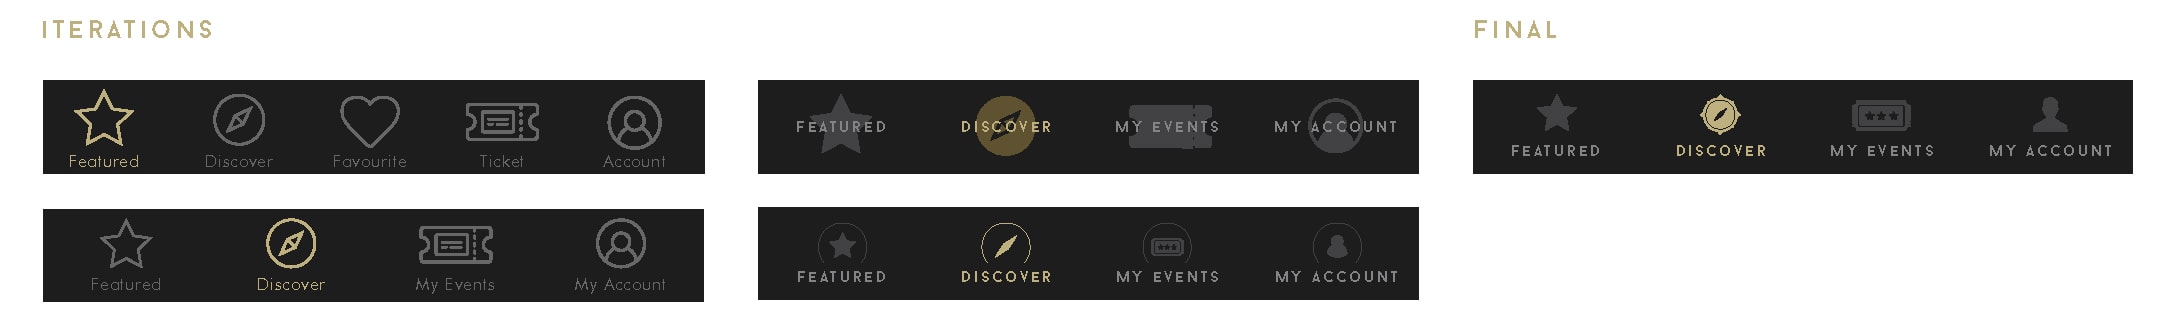 ITERATIONS
FINAL
Featured Discover Favourite Ticket Account
FEATURED DISCOVER MY EVENTS MY ACCOUNT
FEATURED DISCOVER MY EVENTS MY ACCOUNT
Featured Discover My Events My Account
FEATURED DISCOVER MY EVENTS MY ACCOUNT